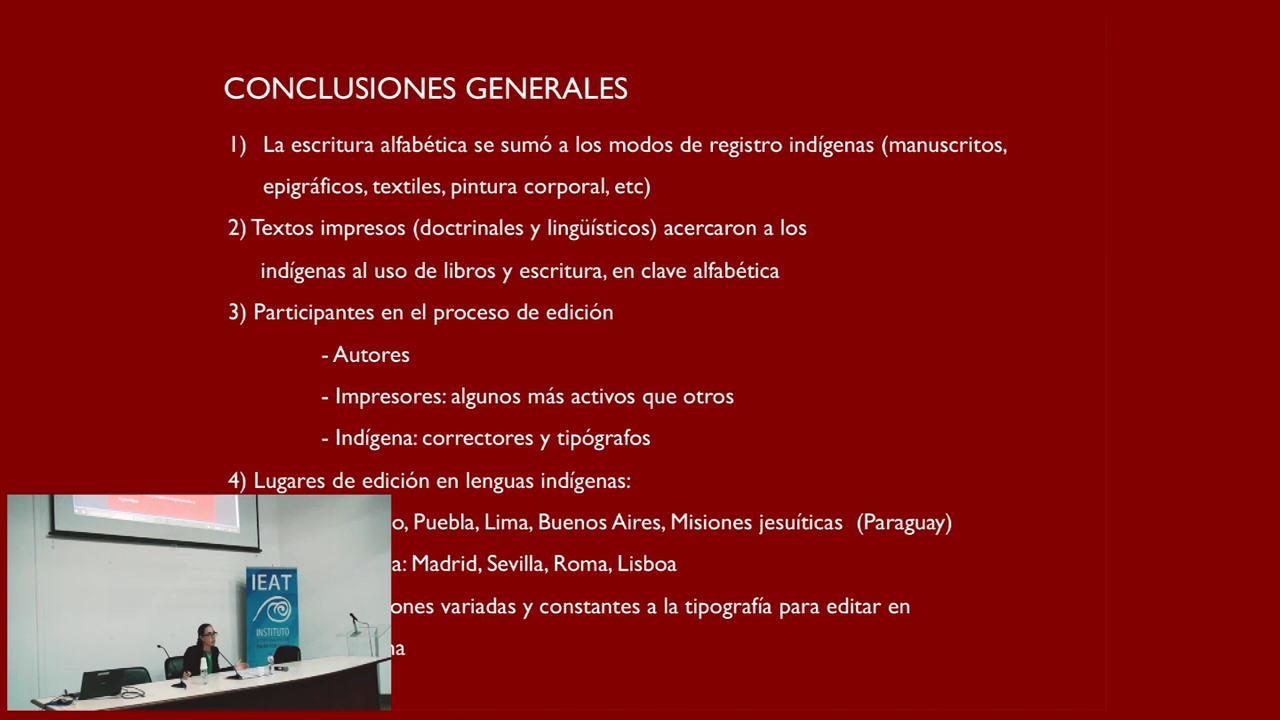 CONCLUSIONES GENERALES
1) La escritura alfabética se sumó a los modos de registro indígenas (manuscritos,
epigráficos, textiles, pintura corporal, etc)
2) Textos impresos (doctrinales y lingüísticos) acercaron a los
indígenas al uso de libros y escritura, en clave alfabética
3) Participantes en el proceso de edición
- Autores
- Impresores: algunos más activos que otros
- Indígena: correctores y tipógrafos
4) Lugares de edición en lenguas indígenas:
o, Puebla, Lima, Buenos Aires, Misiones jesuíticas (Paraguay)
a: Madrid, Sevilla, Roma, Lisboa
ones variadas y constantes a la tipografía para editar en
na
IEAT
INSTITUTO